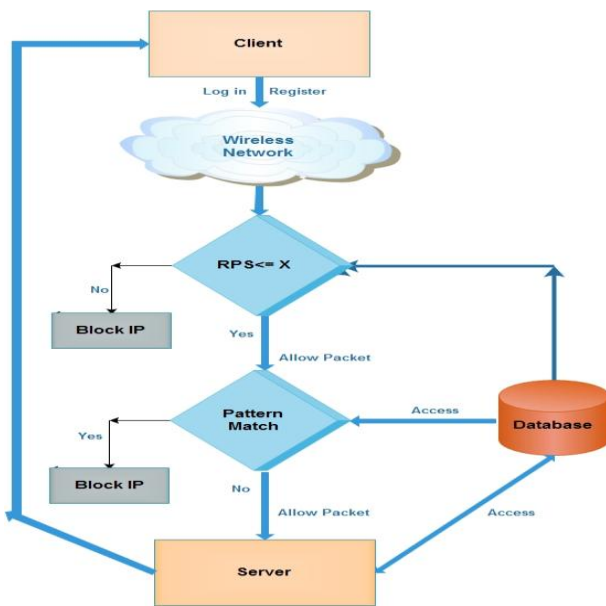 Client
Log in Register
Wireless
Network
RPS<= X
No
Block IP
Yes
Allow Packet
Pattern
Match
Access
Database
Yes
Block IP
No
Allow Packet
Access
Server